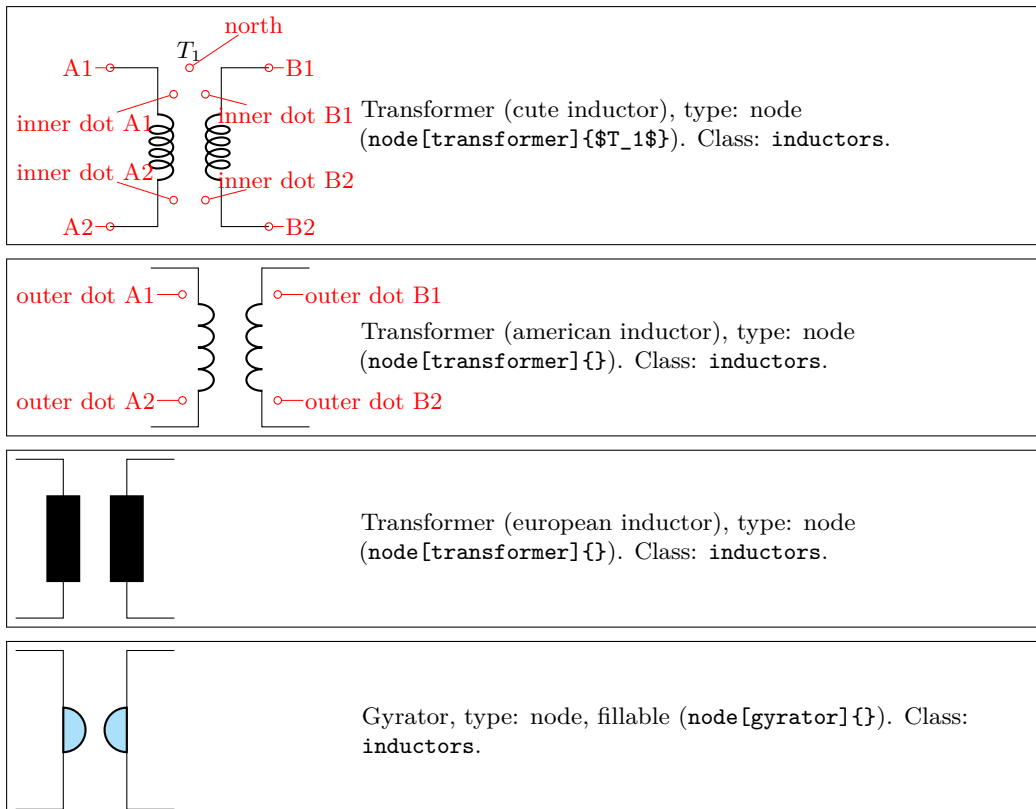 north
T1
A1
B1
inner dot A1
inner dot B1
inner dot A2
inner dot B2
A2
B2
Transformer (cute inductor), type: node
(node[transformer]{$T_1$}). Class: inductors.
outer dot A1
outer dot B1
outer dot A2
outer dot B2
Transformer (american inductor), type: node
(node[transformer]{}). Class: inductors.
Transformer (european inductor), type: node
(node[transformer]{}). Class: inductors.
Gyrator, type: node, fillable (node[gyrator]{}). Class:
inductors.